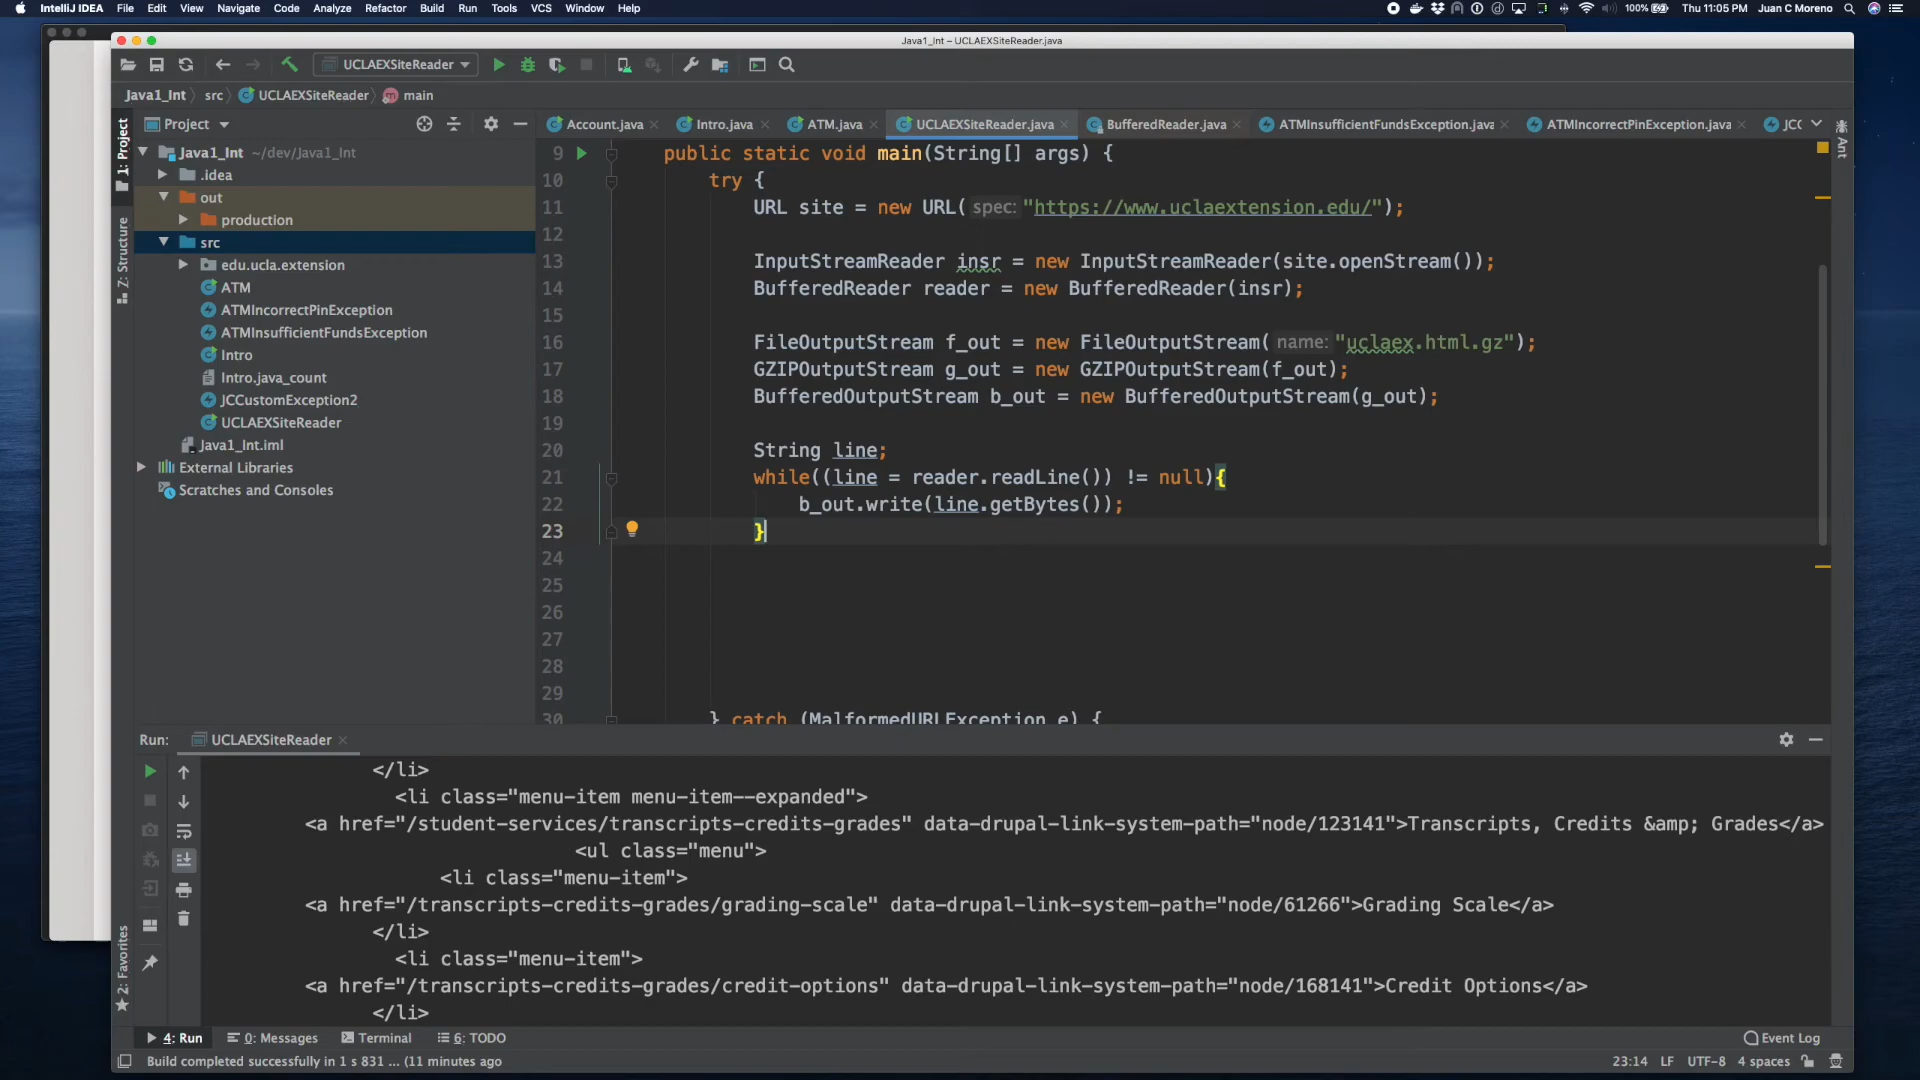 IntelliJ IDEA File Edit View Navigate Code Analyze Refactor Build Run Tools VCS Window Help 100% Thu 11:05 PM Juan C Moreno
Java1_Int – UCLAEXSiteReader.java
UCLAEXSiteReader
Java1_Int src UCLAEXSiteReader main
Project
Account.java Intro.java ATM.java UCLAEXSiteReader.java BufferedReader.java ATMInsufficientFundsException.java ATMIncorrectPinException.java JC
1: Project
Z: Structure
2: Favorites
Ant
Java1_Int ~/dev/Java1_Int
.idea
out
production
src
edu.ucla.extension
ATM
ATMIncorrectPinException
ATMInsufficientFundsException
Intro
Intro.java_count
JCCustomException2
UCLAEXSiteReader
Java1_Int.iml
External Libraries
Scratches and Consoles
9 public static void main(String[] args) {
10 try {
11 URL site = new URL( spec: "https://www.uclaextension.edu/");
12
13 InputStreamReader insr = new InputStreamReader(site.openStream());
14 BufferedReader reader = new BufferedReader(insr);
15
16 FileOutputStream f_out = new FileOutputStream( name: "uclaex.html.gz");
17 GZIPOutputStream g_out = new GZIPOutputStream(f_out);
18 BufferedOutputStream b_out = new BufferedOutputStream(g_out);
19
20 String line;
21 while((line = reader.readLine()) != null){
22 b_out.write(line.getBytes());
23 }
24
25
26
27
28
29
30 } catch (MalformedURLException e) {
Run: UCLAEXSiteReader
</li>
<li class="menu-item menu-item--expanded">
<a href="/student-services/transcripts-credits-grades" data-drupal-link-system-path="node/123141">Transcripts, Credits &amp; Grades</a>
<ul class="menu">
<li class="menu-item">
<a href="/transcripts-credits-grades/grading-scale" data-drupal-link-system-path="node/61266">Grading Scale</a>
</li>
<li class="menu-item">
<a href="/transcripts-credits-grades/credit-options" data-drupal-link-system-path="node/168141">Credit Options</a>
</li>
4: Run 0: Messages Terminal 6: TODO Event Log
Build completed successfully in 1 s 831 ... (11 minutes ago 23:14 LF UTF-8 4 spaces